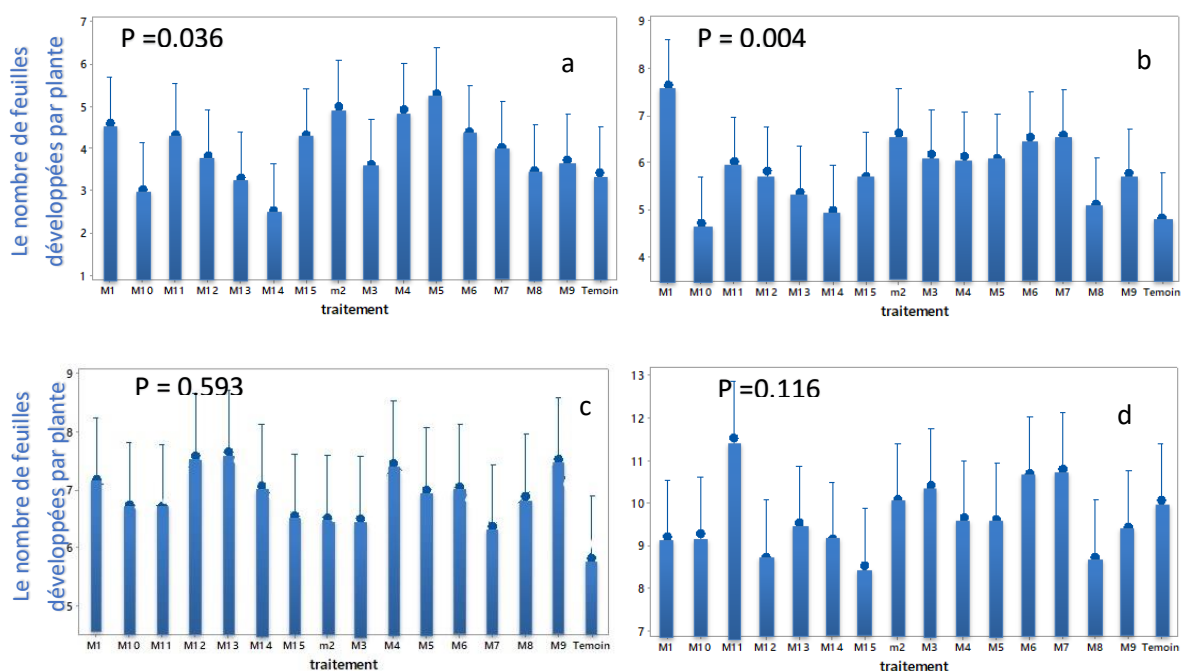 P =0.036
a
Le nombre de feuilles
développées par plante
7
6
5
4
3
2
1
M1 M10 M11 M12 M13 M14 M15 m2 M3 M4 M5 M6 M7 M8 M9 Temoin
traitement
P = 0.004
b
9
8
7
6
5
4
M1 M10 M11 M12 M13 M14 M15 m2 M3 M4 M5 M6 M7 M8 M9 Temoin
traitement
P = 0.593
c
Le nombre de feuilles
développées par plante
9
8
7
6
5
M1 M10 M11 M12 M13 M14 M15 m2 M3 M4 M5 M6 M7 M8 M9 Temoin
traitement
P =0.116
d
13
12
11
10
9
8
7
M1 M10 M11 M12 M13 M14 M15 m2 M3 M4 M5 M6 M7 M8 M9 Temoin
traitement